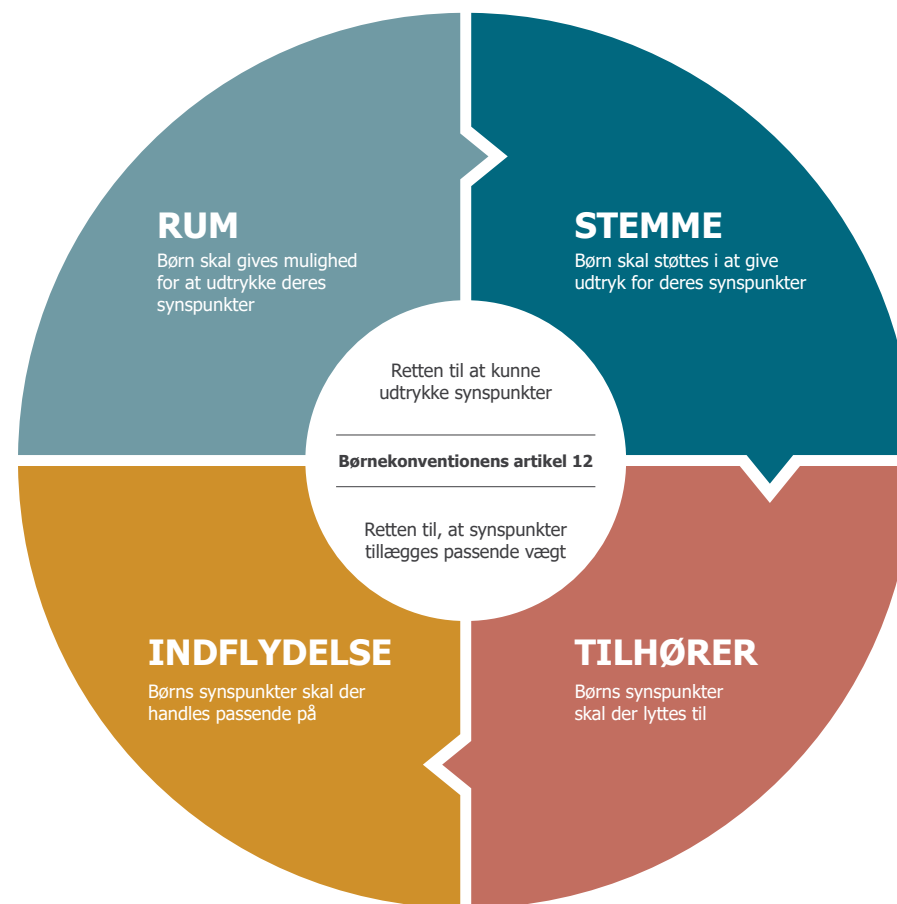 RUM
Børn skal gives mulighed
for at udtrykke deres
synspunkter
STEMME
Børn skal støttes i at give
udtryk for deres synspunkter
Retten til at kunne
udtrykke synspunkter
Børnekonventionens artikel 12
Retten til, at synspunkter
tillægges passende vægt
INDFLYDELSE
Børns synspunkter skal der
handles passende på
TILHØRER
Børns synspunkter
skal der lyttes til